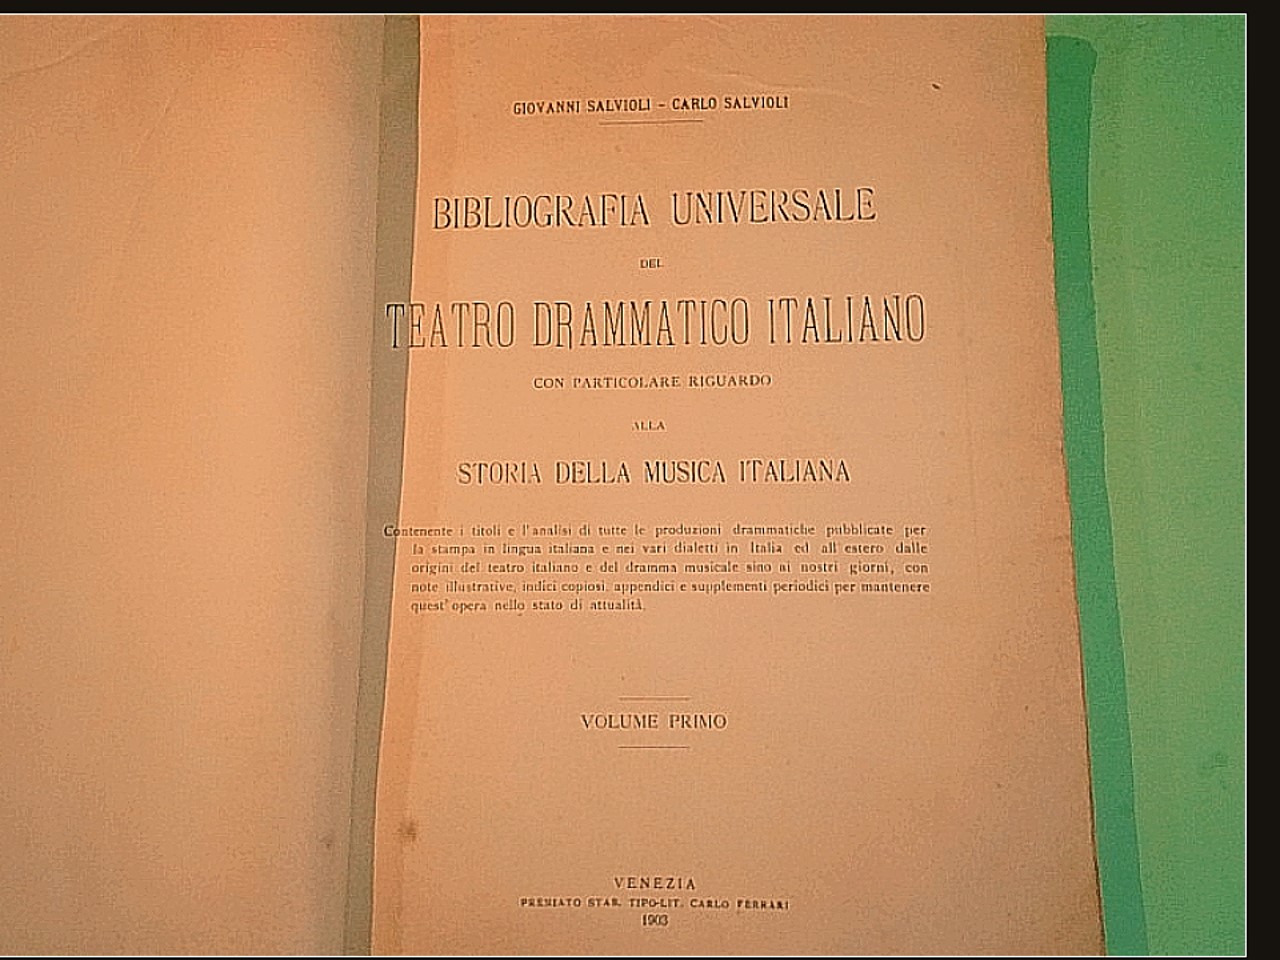 GIOVANNI SALVIOLI - CARLO SALVIOLI
BIBLIOGRAFIA UNIVERSALE
DEL
TEATRO DRAMMATICO ITALIANO
CON PARTICOLARE RIGUARDO
ALLA
STORIA DELLA MUSICA ITALIANA
Contenente i titoli e l'analisi di tutte le produzioni drammatiche pubblicate per
la stampa in lingua italiana e nei vari dialetti in Italia ed all'estero dalle
origini del teatro italiano e del dramma musicale sino ai nostri giorni, con
note illustrative, indici copiosi, appendici e supplementi periodici per mantenere
quest'opera nello stato di attualità.
VOLUME PRIMO
VENEZIA
PREMIATO STAB. TIPO-LIT. CARLO FERRARI
1903